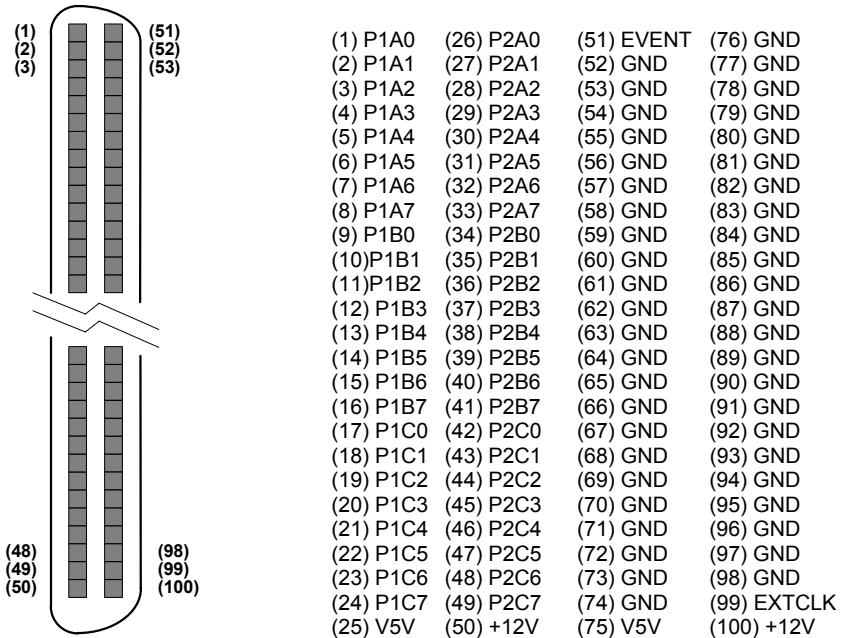 (1) (51)
(2) (52)
(3) (53)
(48) (98)
(49) (99)
(50) (100)
(1) P1A0 (26) P2A0 (51) EVENT (76) GND
(2) P1A1 (27) P2A1 (52) GND (77) GND
(3) P1A2 (28) P2A2 (53) GND (78) GND
(4) P1A3 (29) P2A3 (54) GND (79) GND
(5) P1A4 (30) P2A4 (55) GND (80) GND
(6) P1A5 (31) P2A5 (56) GND (81) GND
(7) P1A6 (32) P2A6 (57) GND (82) GND
(8) P1A7 (33) P2A7 (58) GND (83) GND
(9) P1B0 (34) P2B0 (59) GND (84) GND
(10)P1B1 (35) P2B1 (60) GND (85) GND
(11)P1B2 (36) P2B2 (61) GND (86) GND
(12) P1B3 (37) P2B3 (62) GND (87) GND
(13) P1B4 (38) P2B4 (63) GND (88) GND
(14) P1B5 (39) P2B5 (64) GND (89) GND
(15) P1B6 (40) P2B6 (65) GND (90) GND
(16) P1B7 (41) P2B7 (66) GND (91) GND
(17) P1C0 (42) P2C0 (67) GND (92) GND
(18) P1C1 (43) P2C1 (68) GND (93) GND
(19) P1C2 (44) P2C2 (69) GND (94) GND
(20) P1C3 (45) P2C3 (70) GND (95) GND
(21) P1C4 (46) P2C4 (71) GND (96) GND
(22) P1C5 (47) P2C5 (72) GND (97) GND
(23) P1C6 (48) P2C6 (73) GND (98) GND
(24) P1C7 (49) P2C7 (74) GND (99) EXTCLK
(25) V5V (50) +12V (75) V5V (100) +12V